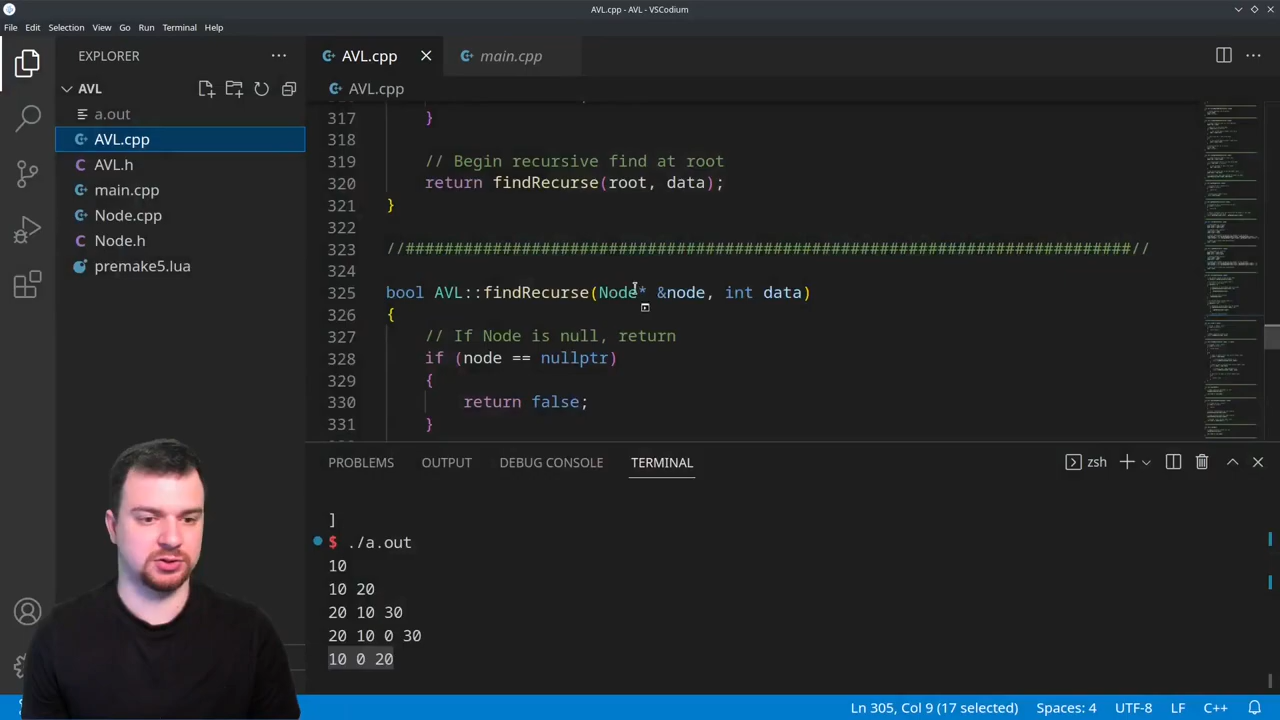 AVL.cpp - AVL - VSCodium
File Edit Selection View Go Run Terminal Help
EXPLORER
AVL
a.out
AVL.cpp
AVL.h
main.cpp
Node.cpp
Node.h
premake5.lua
AVL.cpp
main.cpp
AVL.cpp
317 }
318
319 // Begin recursive find at root
320 return findRecurse(root, data);
321 }
322
323 //############################################################################//
324
325 bool AVL::findRecurse(Node* &node, int data)
326 {
327 // If Node is null, return
328 if (node == nullptr)
329 {
330 return false;
331 }
PROBLEMS OUTPUT DEBUG CONSOLE TERMINAL
zsh
]
$ ./a.out
10
10 20
20 10 30
20 10 0 30
10 0 20
Ln 305, Col 9 (17 selected) Spaces: 4 UTF-8 LF C++